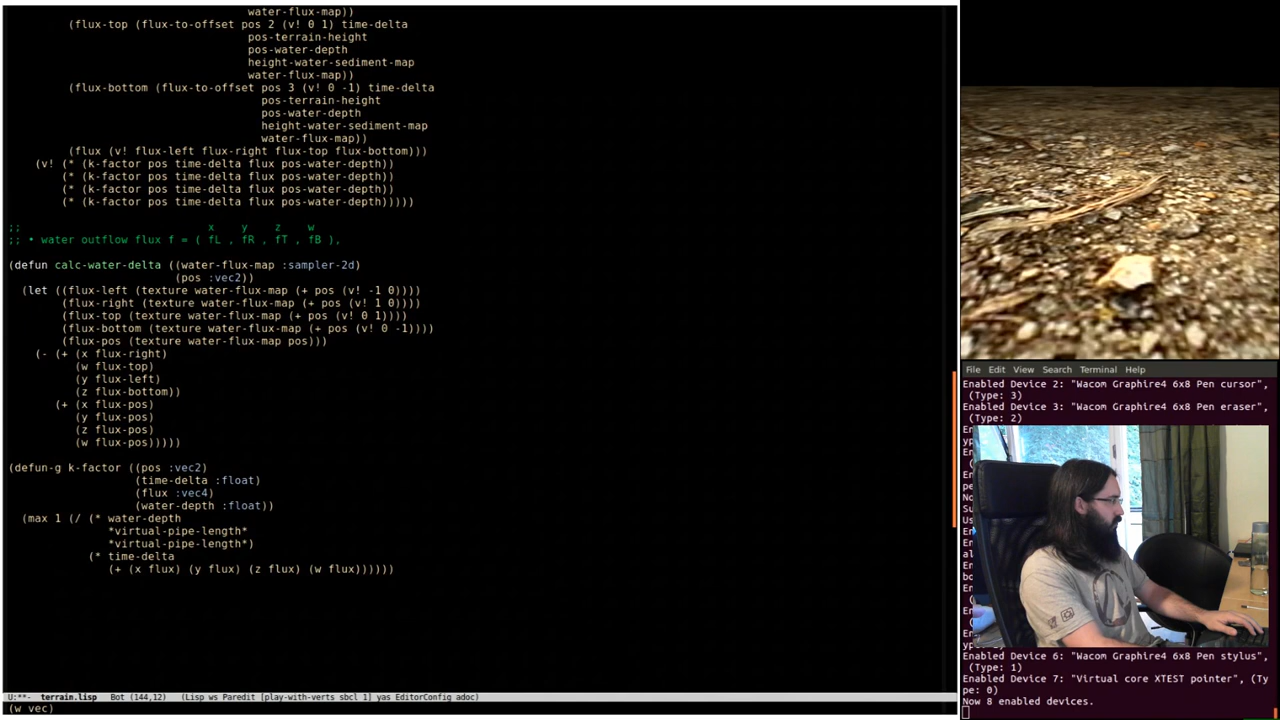 water-flux-map))
(flux-top (flux-to-offset pos 2 (v! 0 1) time-delta
pos-terrain-height
pos-water-depth
height-water-sediment-map
water-flux-map))
(flux-bottom (flux-to-offset pos 3 (v! 0 -1) time-delta
pos-terrain-height
pos-water-depth
height-water-sediment-map
water-flux-map))
(flux (v! flux-left flux-right flux-top flux-bottom)))
(v! (* (k-factor pos time-delta flux pos-water-depth))
(* (k-factor pos time-delta flux pos-water-depth))
(* (k-factor pos time-delta flux pos-water-depth))
(* (k-factor pos time-delta flux pos-water-depth)))))
;; x y z w
;; • water outflow flux f = ( fL , fR , fT , fB ),
(defun calc-water-delta ((water-flux-map :sampler-2d)
(pos :vec2))
(let ((flux-left (texture water-flux-map (+ pos (v! -1 0))))
(flux-right (texture water-flux-map (+ pos (v! 1 0))))
(flux-top (texture water-flux-map (+ pos (v! 0 1))))
(flux-bottom (texture water-flux-map (+ pos (v! 0 -1))))
(flux-pos (texture water-flux-map pos)))
(- (+ (x flux-right)
(w flux-top)
(y flux-left)
(z flux-bottom))
(+ (x flux-pos)
(y flux-pos)
(z flux-pos)
(w flux-pos)))))
(defun-g k-factor ((pos :vec2)
(time-delta :float)
(flux :vec4)
(water-depth :float))
(max 1 (/ (* water-depth
*virtual-pipe-length*
*virtual-pipe-length*)
(* time-delta
(+ (x flux) (y flux) (z flux) (w flux))))))
U:**- terrain.lisp Bot (144,12) (Lisp ws Paredit [play-with-verts sbcl 1] yas EditorConfig adoc)
(w vec)
File Edit View Search Terminal Help
Enabled Device 2: "Wacom Graphire4 6x8 Pen cursor",
(Type: 3)
Enabled Device 3: "Wacom Graphire4 6x8 Pen eraser",
(Type: 2)
Enabled Device 6: "Wacom Graphire4 6x8 Pen stylus",
(Type: 1)
Enabled Device 7: "Virtual core XTEST pointer", (Ty
pe: 0)
Now 8 enabled devices.